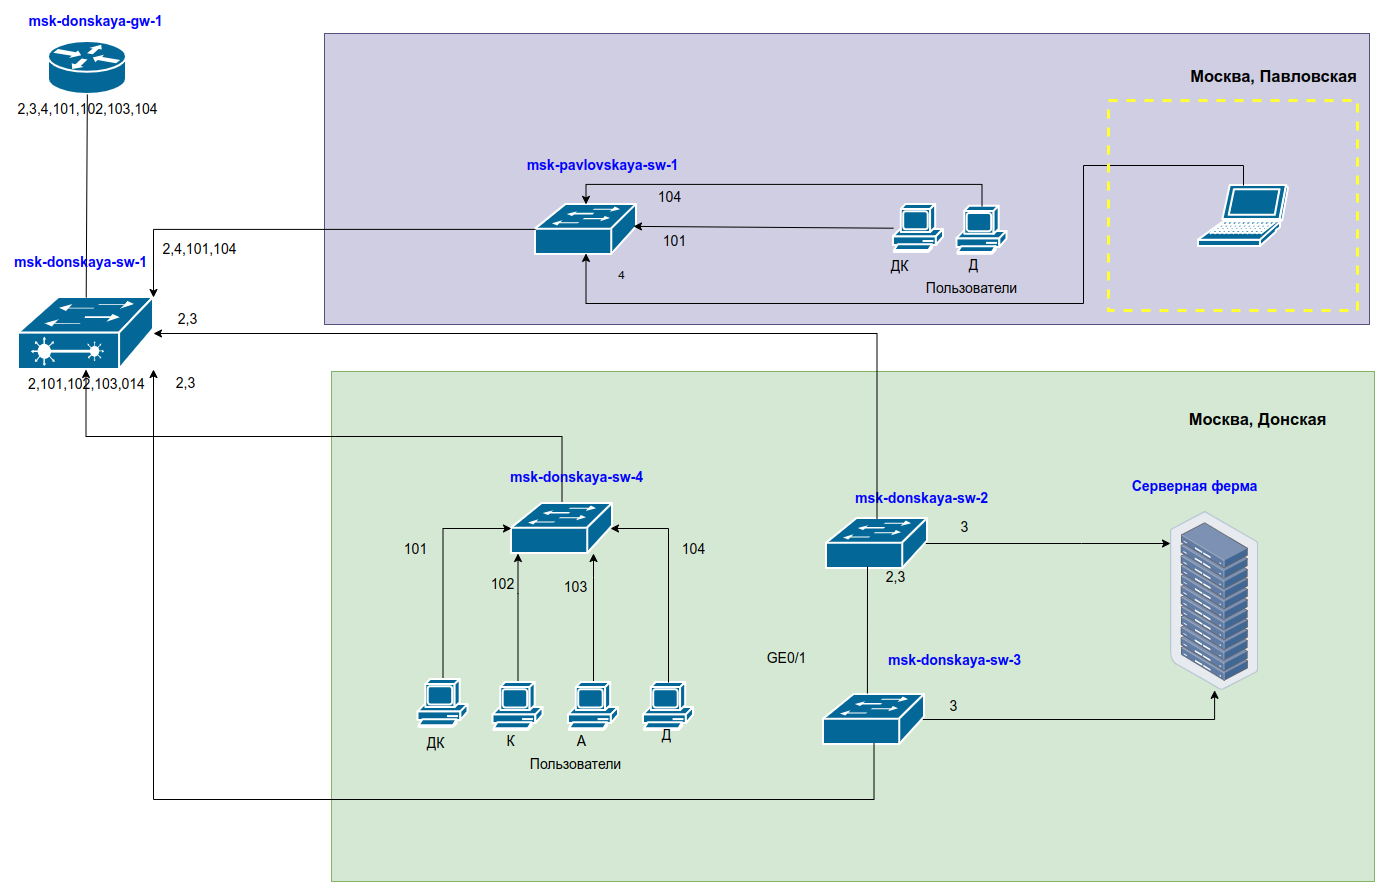 msk-donskaya-gw-1
2,3,4,101,102,103,104
Москва, Павловская
msk-pavlovskaya-sw-1
104
101
2,4,101,104
msk-donskaya-sw-1
ДК
Д
4
Пользователи
2,3
2,101,102,103,014
2,3
Москва, Донская
msk-donskaya-sw-4
Серверная ферма
msk-donskaya-sw-2
3
101
104
102
103
2,3
GE0/1
msk-donskaya-sw-3
3
ДК
К
А
Д
Пользователи